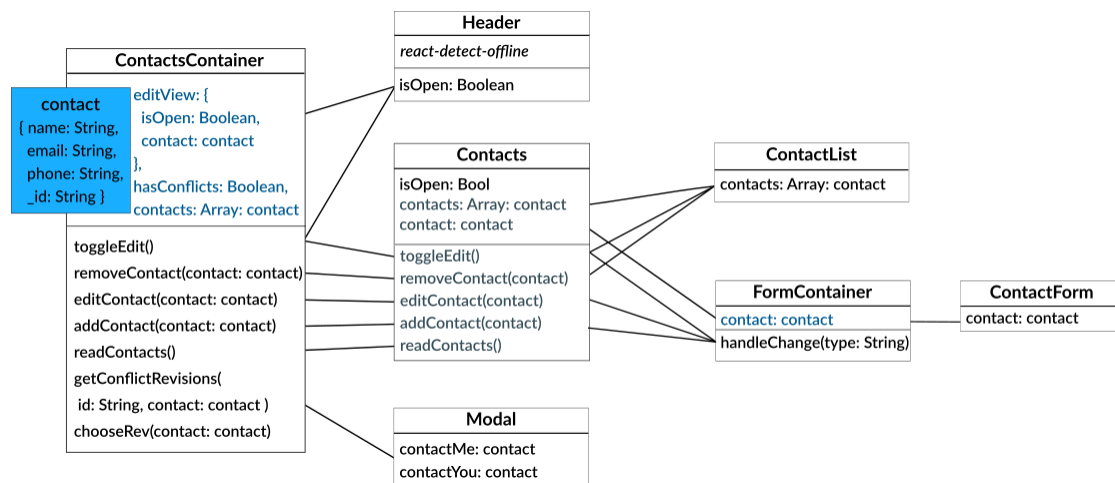 ContactsContainer
contact
{ name: String,
email: String,
phone: String,
_id: String }
editView: {
isOpen: Boolean,
contact: contact
},
hasConflicts: Boolean,
contacts: Array: contact
toggleEdit()
removeContact(contact: contact)
editContact(contact: contact)
addContact(contact: contact)
readContacts()
getConflictRevisions(
id: String, contact: contact )
chooseRev(contact: contact)
Header
react-detect-offline
isOpen: Boolean
Contacts
isOpen: Bool
contacts: Array: contact
contact: contact
toggleEdit()
removeContact(contact)
editContact(contact)
addContact(contact)
readContacts()
Modal
contactMe: contact
contactYou: contact
ContactList
contacts: Array: contact
FormContainer
contact: contact
handleChange(type: String)
ContactForm
contact: contact